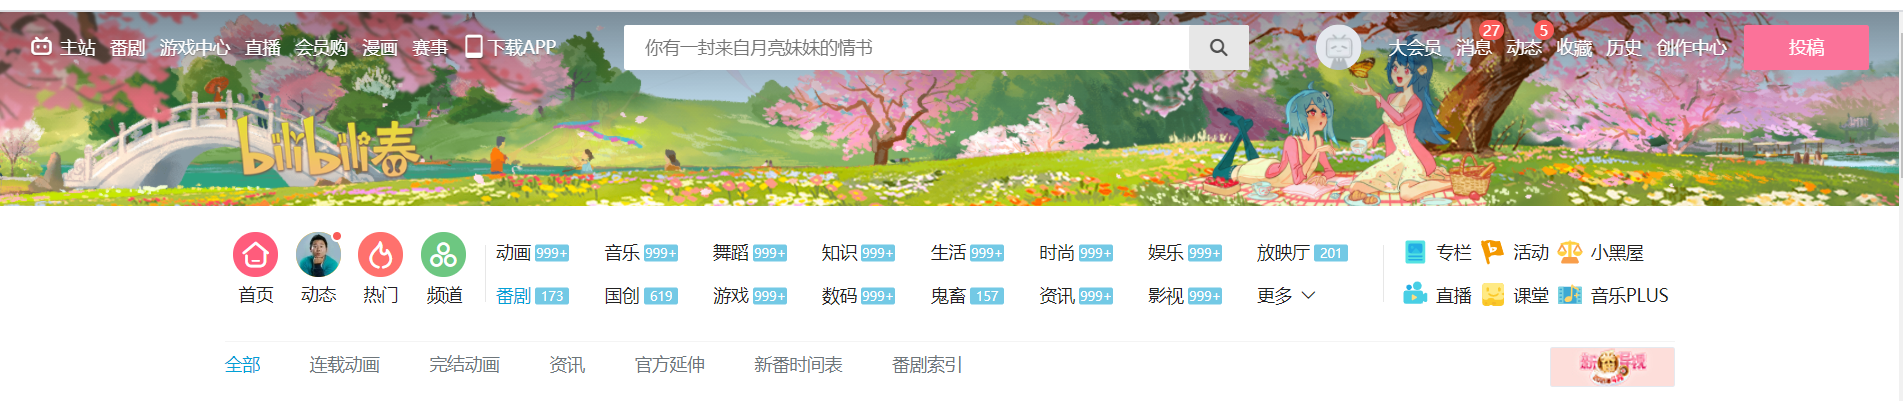 主站 番剧 游戏中心 直播 会员购 漫画 赛事 下载APP 你有一封来自月亮妹妹的情书 大会员 消息 27 动态 5 收藏 历史 创作中心 投稿
bilibili春
动画 999+ 音乐 999+ 舞蹈 999+ 知识 999+ 生活 999+ 时尚 999+ 娱乐 999+ 放映厅 201 专栏 活动 小黑屋
首页 动态 热门 频道 番剧 173 国创 619 游戏 999+ 数码 999+ 鬼畜 157 资讯 999+ 影视 999+ 更多 直播 课堂 音乐PLUS
全部 连载动画 完结动画 资讯 官方延伸 新番时间表 番剧索引